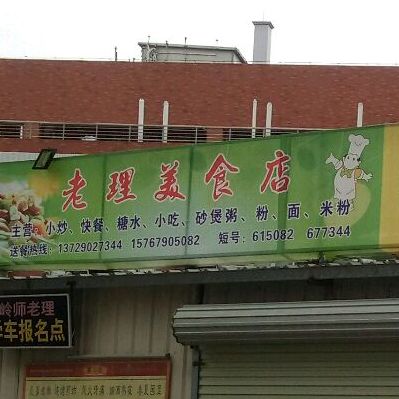 老理美食店
主营：小炒、快餐、糖水、小吃、砂煲粥、粉、面、米粉
送餐热线：13729027344 15767905082 短号：615082 677344
岭师老理
车报名点